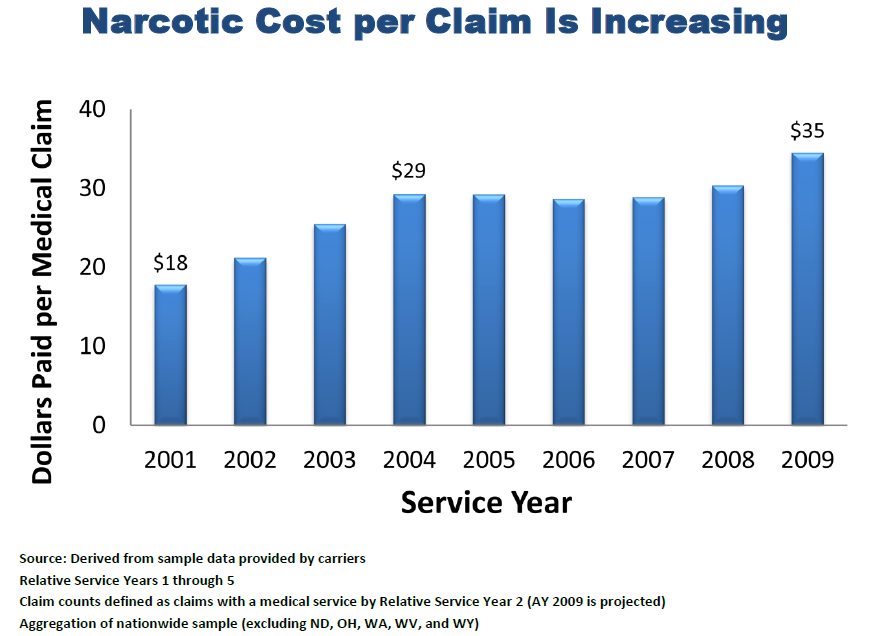 Narcotic Cost per Claim Is Increasing
Dollars Paid per Medical Claim
40
30
20
10
0
$18
$29
$35
2001 2002 2003 2004 2005 2006 2007 2008 2009
Service Year
Source: Derived from sample data provided by carriers
Relative Service Years 1 through 5
Claim counts defined as claims with a medical service by Relative Service Year 2 (AY 2009 is projected)
Aggregation of nationwide sample (excluding ND, OH, WA, WV, and WY)